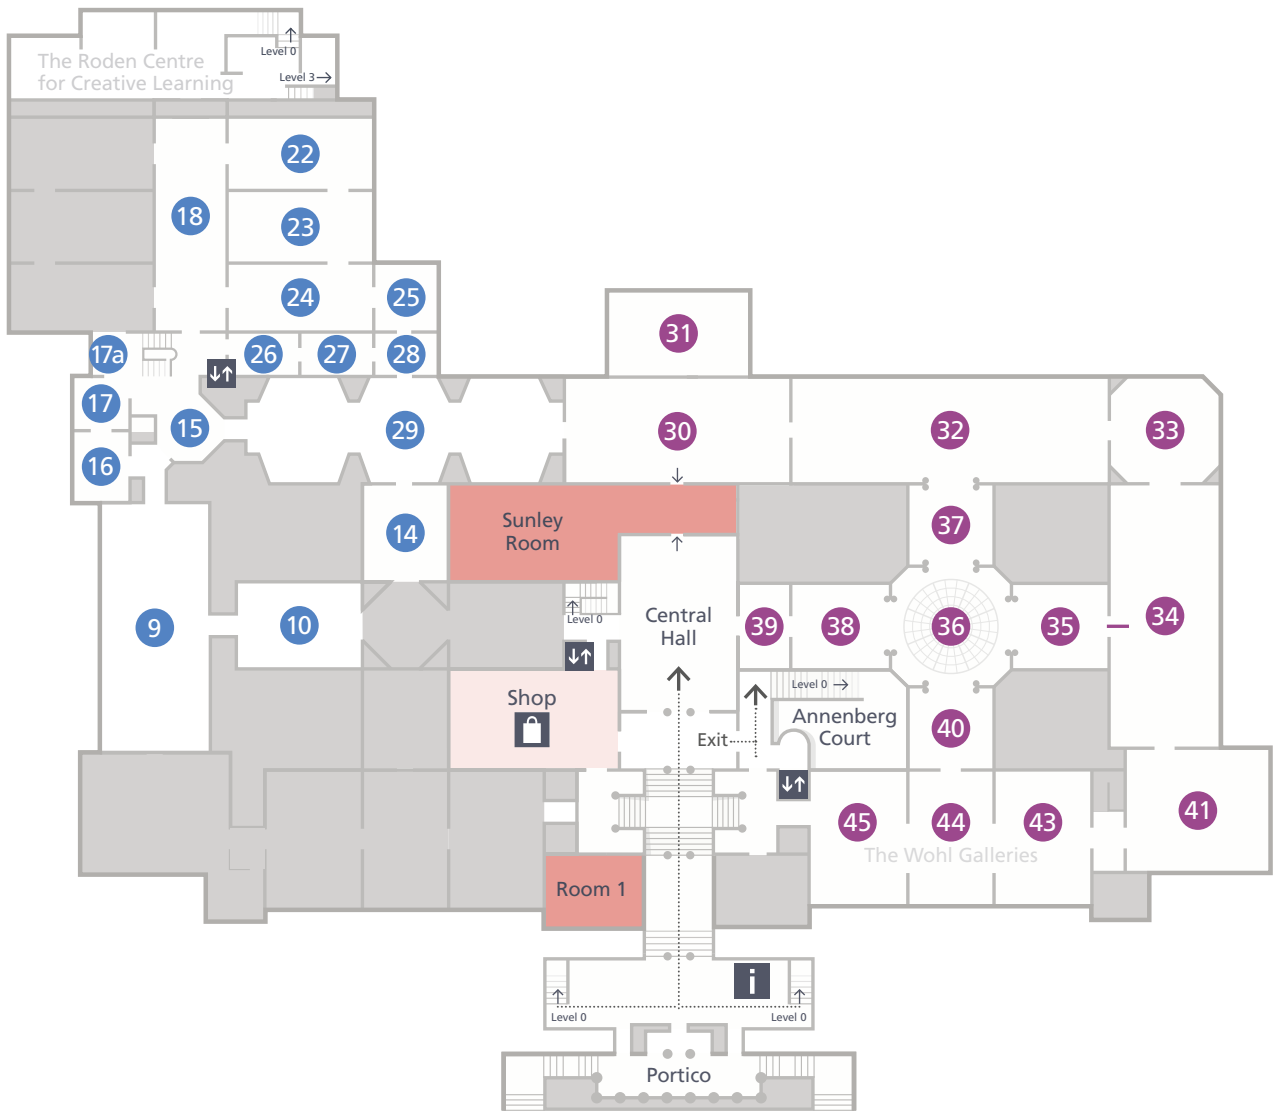 Level 0
The Roden Centre
for Creative Learning
Level 3
22
18
23
24
25
31
17a
26
27
28
17
15
29
30
32
33
16
Sunley
Room
14
37
9
10
Level 0
Central
Hall
39
38
36
35
34
Shop
Level 0
Annenberg
Court
Exit
40
45
44
43
41
The Wohl Galleries
Room 1
i
Level 0
Level 0
Portico